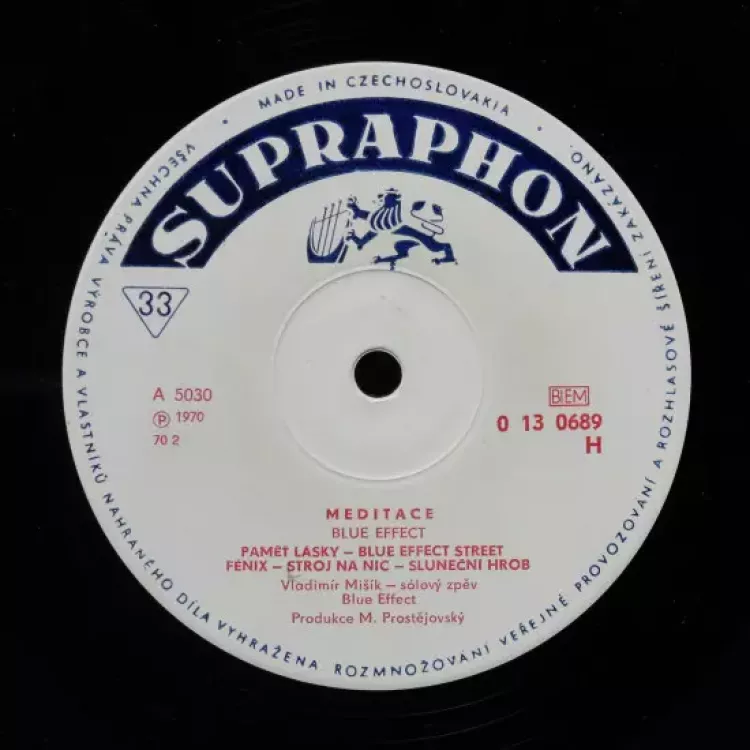 MADE IN CZECHOSLOVAKIA
SUPRAPHON
33
A 5030
Ⓟ 1970
70 2
BIEM
0 13 0689
H
MEDITACE
BLUE EFFECT
PAMĚT LÁSKY – BLUE EFFECT STREET
FÉNIX – STROJ NA NIC – SLUNEČNÍ HROB
Vladimír Mišík – sólový zpěv
Blue Effect
Produkce M. Prostějovský
VŠECHNA PRÁVA VÝROBCE A VLASTNÍKŮ NAHRANÉHO DÍLA VYHRAŽENA. ROZMNOŽOVÁNÍ VEŘEJNÉ PROVOZOVÁNÍ A ROZHLASOVÉ ŠÍŘENÍ ZAKÁZÁNO.